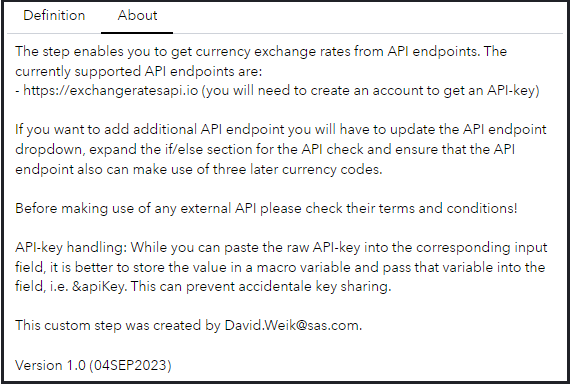 Definition About
The step enables you to get currency exchange rates from API endpoints. The
currently supported API endpoints are:
- https://exchangeratesapi.io (you will need to create an account to get an API-key)
If you want to add additional API endpoint you will have to update the API endpoint
dropdown, expand the if/else section for the API check and ensure that the API
endpoint also can make use of three later currency codes.
Before making use of any external API please check their terms and conditions!
API-key handling: While you can paste the raw API-key into the corresponding input
field, it is better to store the value in a macro variable and pass that variable into the
field, i.e. &apiKey. This can prevent accidentale key sharing.
This custom step was created by David.Weik@sas.com.
Version 1.0 (04SEP2023)